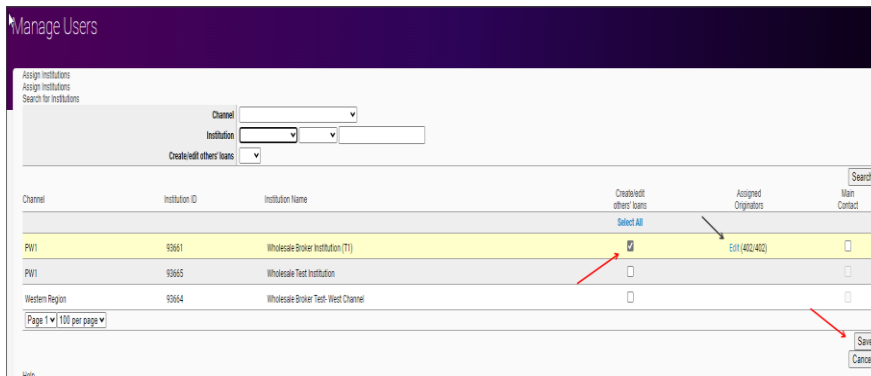 Manage Users
Assign Institutions
Assign Institutions
Search for Institutions
Channel
Institution
Create/edit others' loans
Search
Channel Institution ID Institution Name Create/edit others' loans Assigned Originators Main Contact
Select All
PW1 93661 Wholesale Broker Institution (T1) Edit (402/402)
PW1 93665 Wholesale Test Institution
Western Region 93664 Wholesale Broker Test- West Channel
Page 1 100 per page
Save
Cance
Help